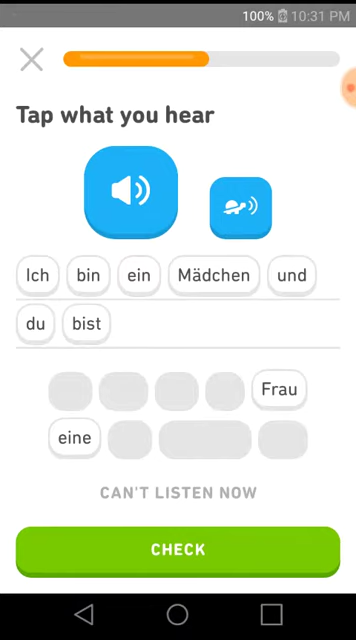 100% 10:31 PM
Tap what you hear
Ich bin ein Mädchen und
du bist
Frau
eine
CAN'T LISTEN NOW
CHECK